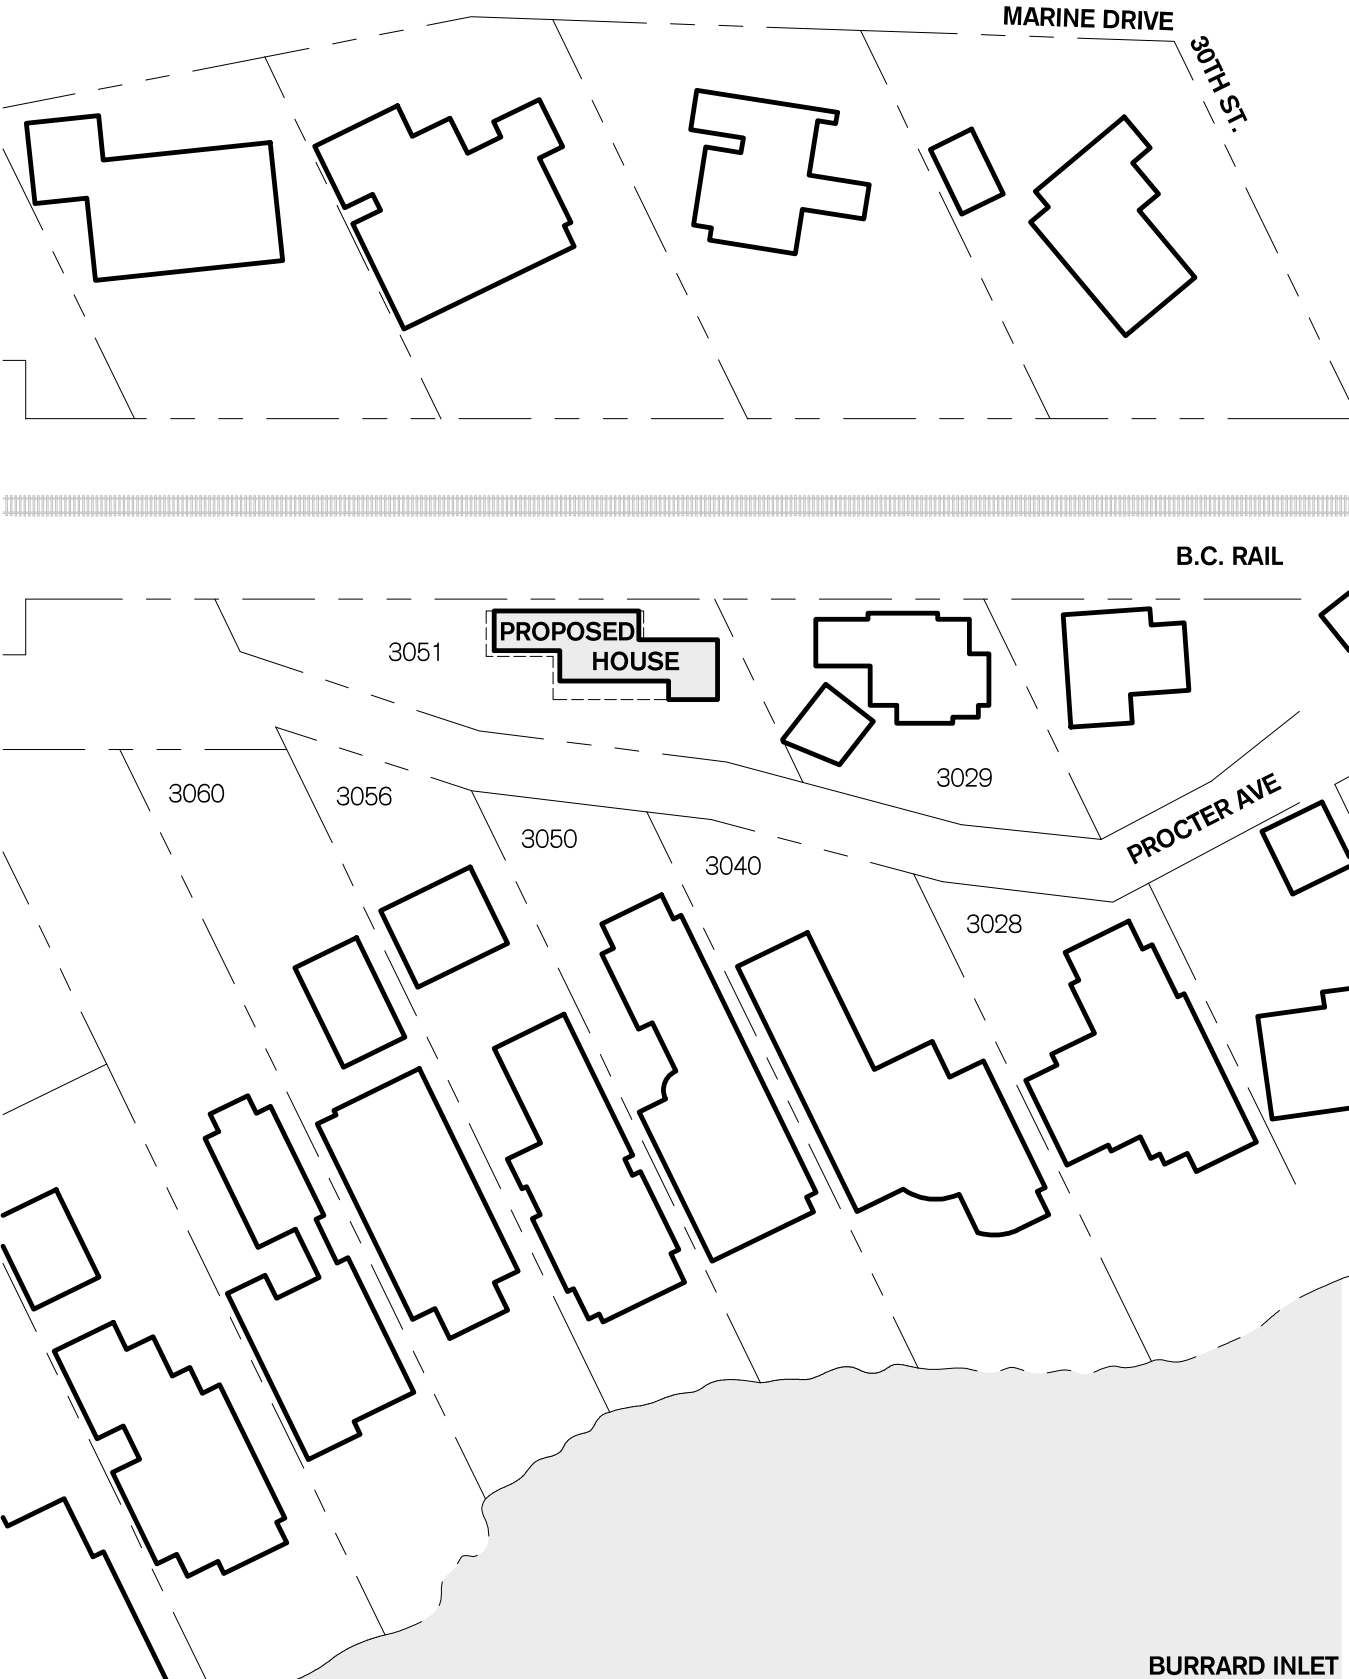 MARINE DRIVE
30TH ST.
B.C. RAIL
PROPOSED
HOUSE
3051
3029
3060
3056
3050
3040
3028
PROCTER AVE
BURRARD INLET